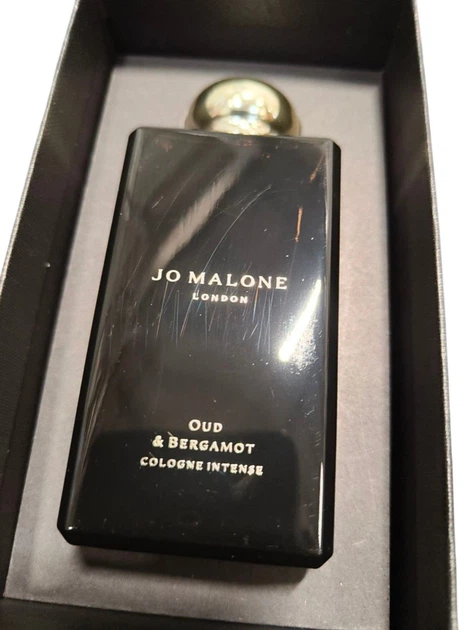 JO MALONE
LONDON
OUD
& BERGAMOT
COLOGNE INTENSE